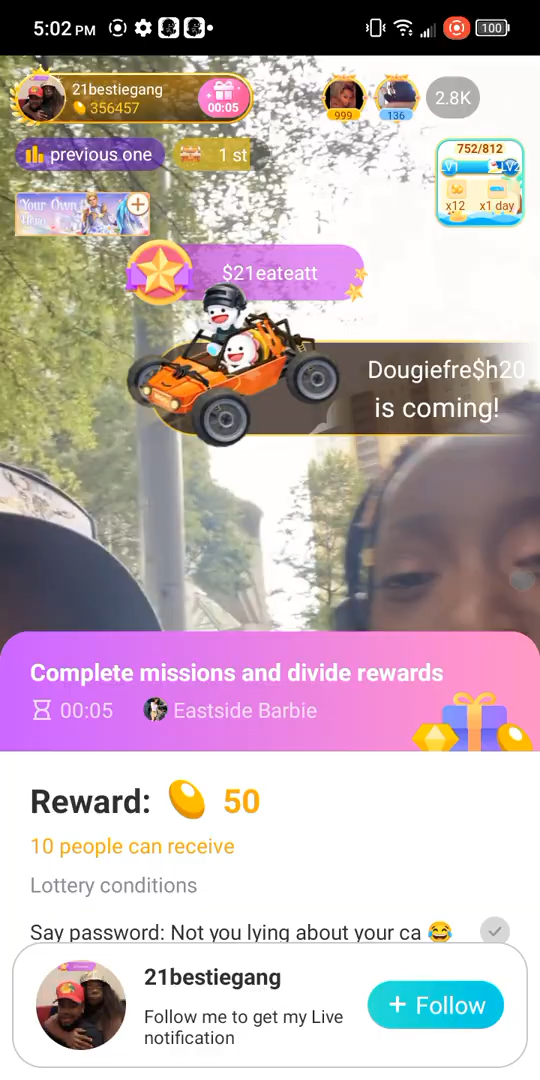 5:02 PM
100
21bestiegang
356457
00:05
999
136
2.8K
previous one
1 st
752/812
LV1
LV2
x12
x1 day
Your Own
Hero
$21eateatt
Dougiefre$h20
is coming!
Complete missions and divide rewards
00:05
Eastside Barbie
Reward: 50
10 people can receive
Lottery conditions
Say password: Not you lying about your ca 😂
21bestiegang
Follow me to get my Live
notification
+ Follow